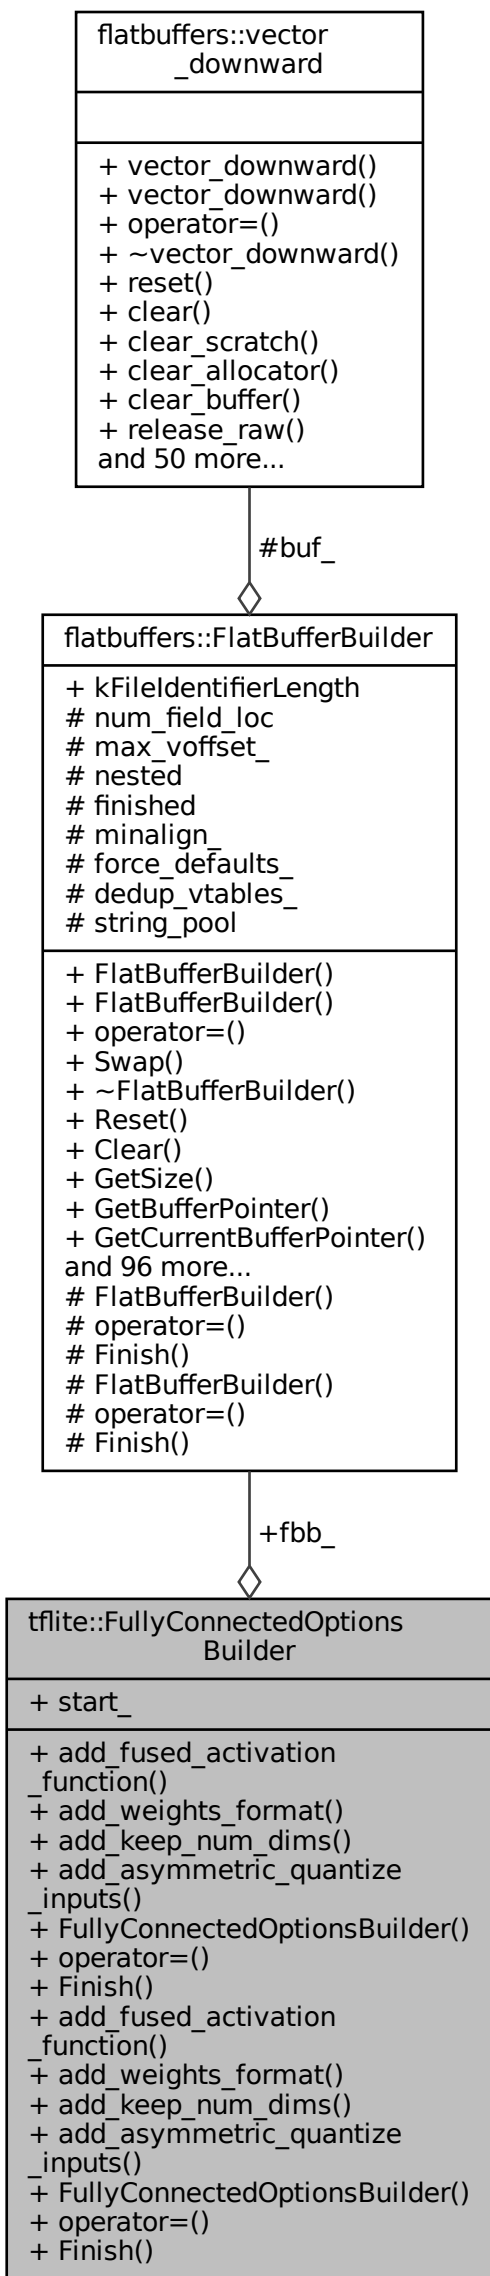 flatbuffers::vector
_downward
+ vector_downward()
+ vector_downward()
+ operator=()
+ ~vector_downward()
+ reset()
+ clear()
+ clear_scratch()
+ clear_allocator()
+ clear_buffer()
+ release_raw()
and 50 more...
#buf_
flatbuffers::FlatBufferBuilder
+ kFileIdentifierLength
# num_field_loc
# max_voffset_
# nested
# finished
# minalign_
# force_defaults_
# dedup_vtables_
# string_pool
+ FlatBufferBuilder()
+ FlatBufferBuilder()
+ operator=()
+ Swap()
+ ~FlatBufferBuilder()
+ Reset()
+ Clear()
+ GetSize()
+ GetBufferPointer()
+ GetCurrentBufferPointer()
and 96 more...
# FlatBufferBuilder()
# operator=()
# Finish()
# FlatBufferBuilder()
# operator=()
# Finish()
+fbb_
tflite::FullyConnectedOptions
Builder
+ start_
+ add_fused_activation
_function()
+ add_weights_format()
+ add_keep_num_dims()
+ add_asymmetric_quantize
_inputs()
+ FullyConnectedOptionsBuilder()
+ operator=()
+ Finish()
+ add_fused_activation
_function()
+ add_weights_format()
+ add_keep_num_dims()
+ add_asymmetric_quantize
_inputs()
+ FullyConnectedOptionsBuilder()
+ operator=()
+ Finish()